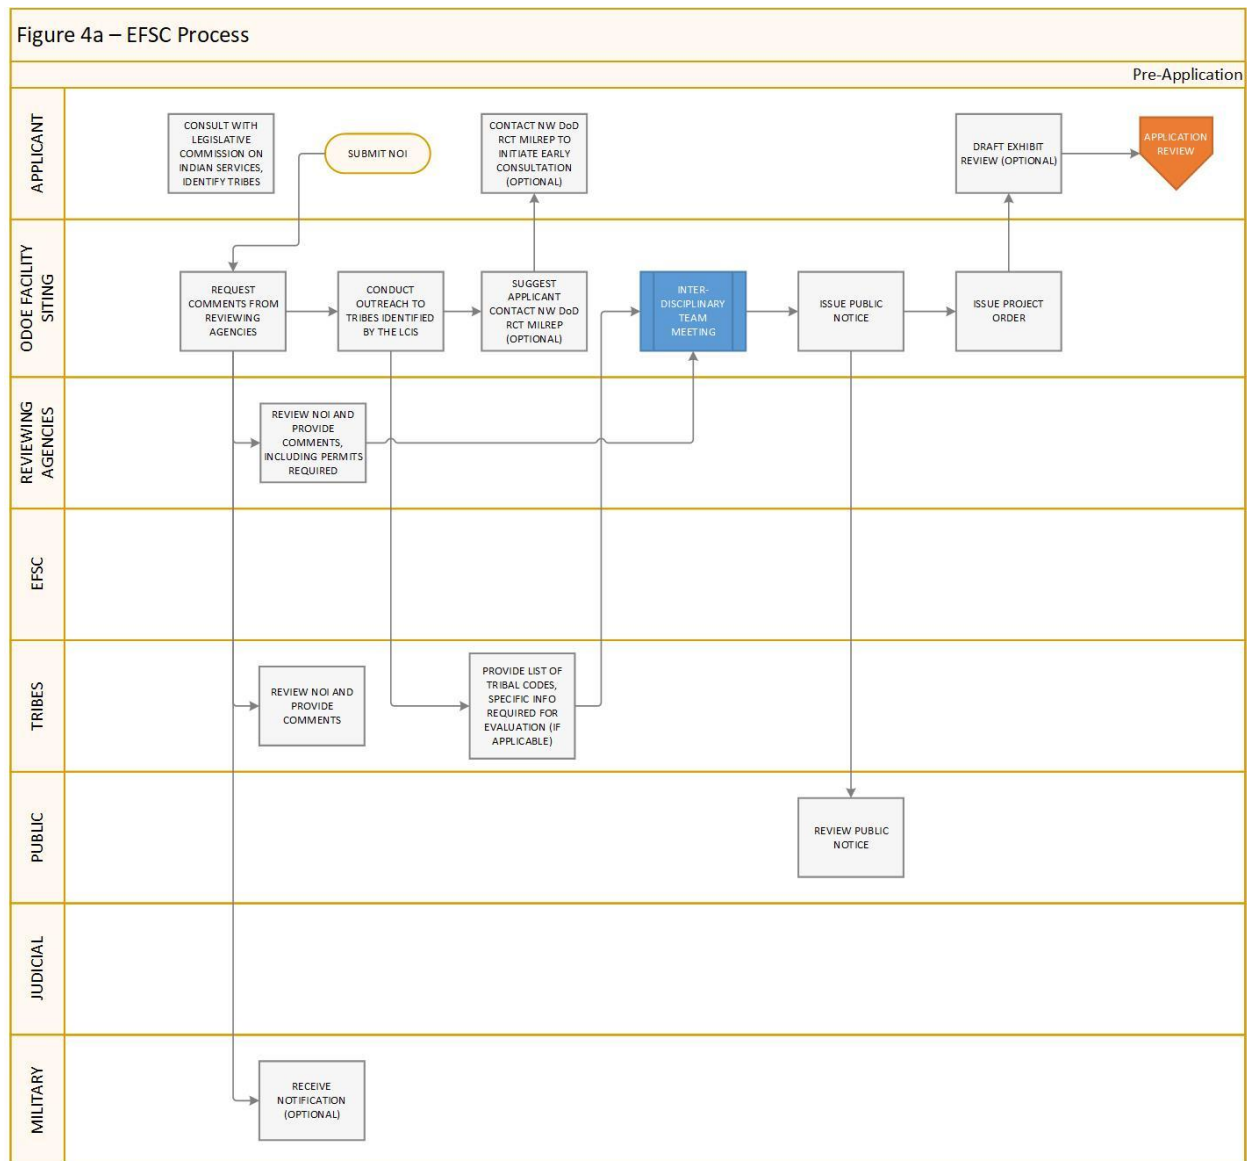 Figure 4a – EFSC Process
Pre-Application
APPLICANT
CONSULT WITH
LEGISLATIVE
COMMISSION ON
INDIAN SERVICES,
IDENTIFY TRIBES
SUBMIT NOI
CONTACT NW DoD
RCT MILREP TO
INITIATE EARLY
CONSULTATION
(OPTIONAL)
DRAFT EXHIBIT
REVIEW (OPTIONAL)
APPLICATION
REVIEW
ODOE FACILITY
SITING
REQUEST
COMMENTS FROM
REVIEWING
AGENCIES
CONDUCT
OUTREACH TO
TRIBES IDENTIFIED
BY THE LCIS
SUGGEST
APPLICANT
CONTACT NW DoD
RCT MILREP
(OPTIONAL)
INTER-
DISCIPLINARY
TEAM
MEETING
ISSUE PUBLIC
NOTICE
ISSUE PROJECT
ORDER
REVIEWING
AGENCIES
REVIEW NOI AND
PROVIDE
COMMENTS,
INCLUDING PERMITS
REQUIRED
EFSC
TRIBES
REVIEW NOI AND
PROVIDE
COMMENTS
PROVIDE LIST OF
TRIBAL CODES,
SPECIFIC INFO
REQUIRED FOR
EVALUATION (IF
APPLICABLE)
PUBLIC
REVIEW PUBLIC
NOTICE
JUDICIAL
MILITARY
RECEIVE
NOTIFICATION
(OPTIONAL)